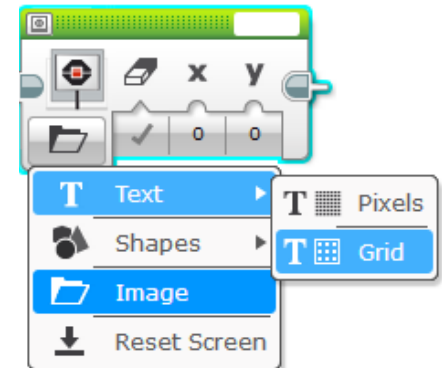 x y
0 0
T Text
T Pixels
Shapes
T Grid
Image
Reset Screen